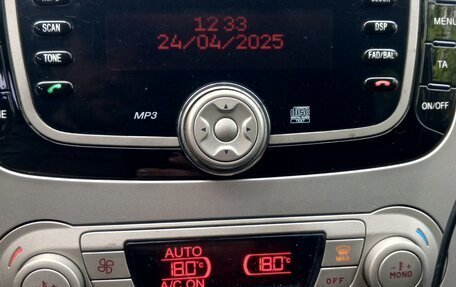 12:33
SCAN
DSP
MENU
24/04/2025
TONE
FAD/BAL
TA
ON/OFF
MP3
AUTO
18.0°C
18.0°C
MAX
A/C ON
OFF
MONO